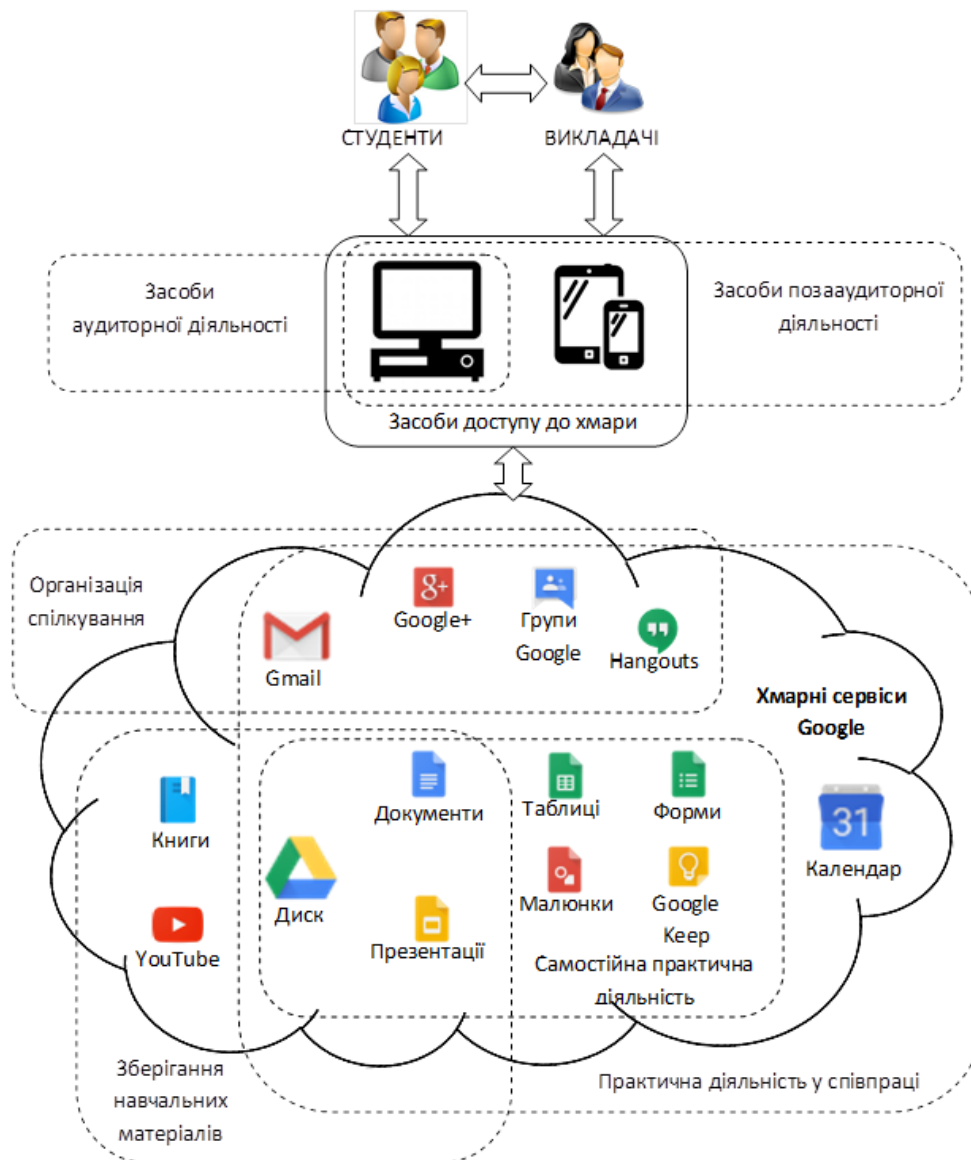 СТУДЕНТИ
ВИКЛАДАЧІ
Засоби
аудиторної діяльності
Засоби позааудиторної
діяльності
Засоби доступу до хмари
Організація
спілкування
Gmail
g+
Google+
Групи
Google
Hangouts
Хмарні сервіси
Google
Книги
YouTube
Диск
Документи
Презентації
Таблиці
Форми
Малюнки
Google
Keep
31
Календар
Самостійна практична
діяльність
Зберігання
навчальних
матеріалів
Практична діяльність у співпраці